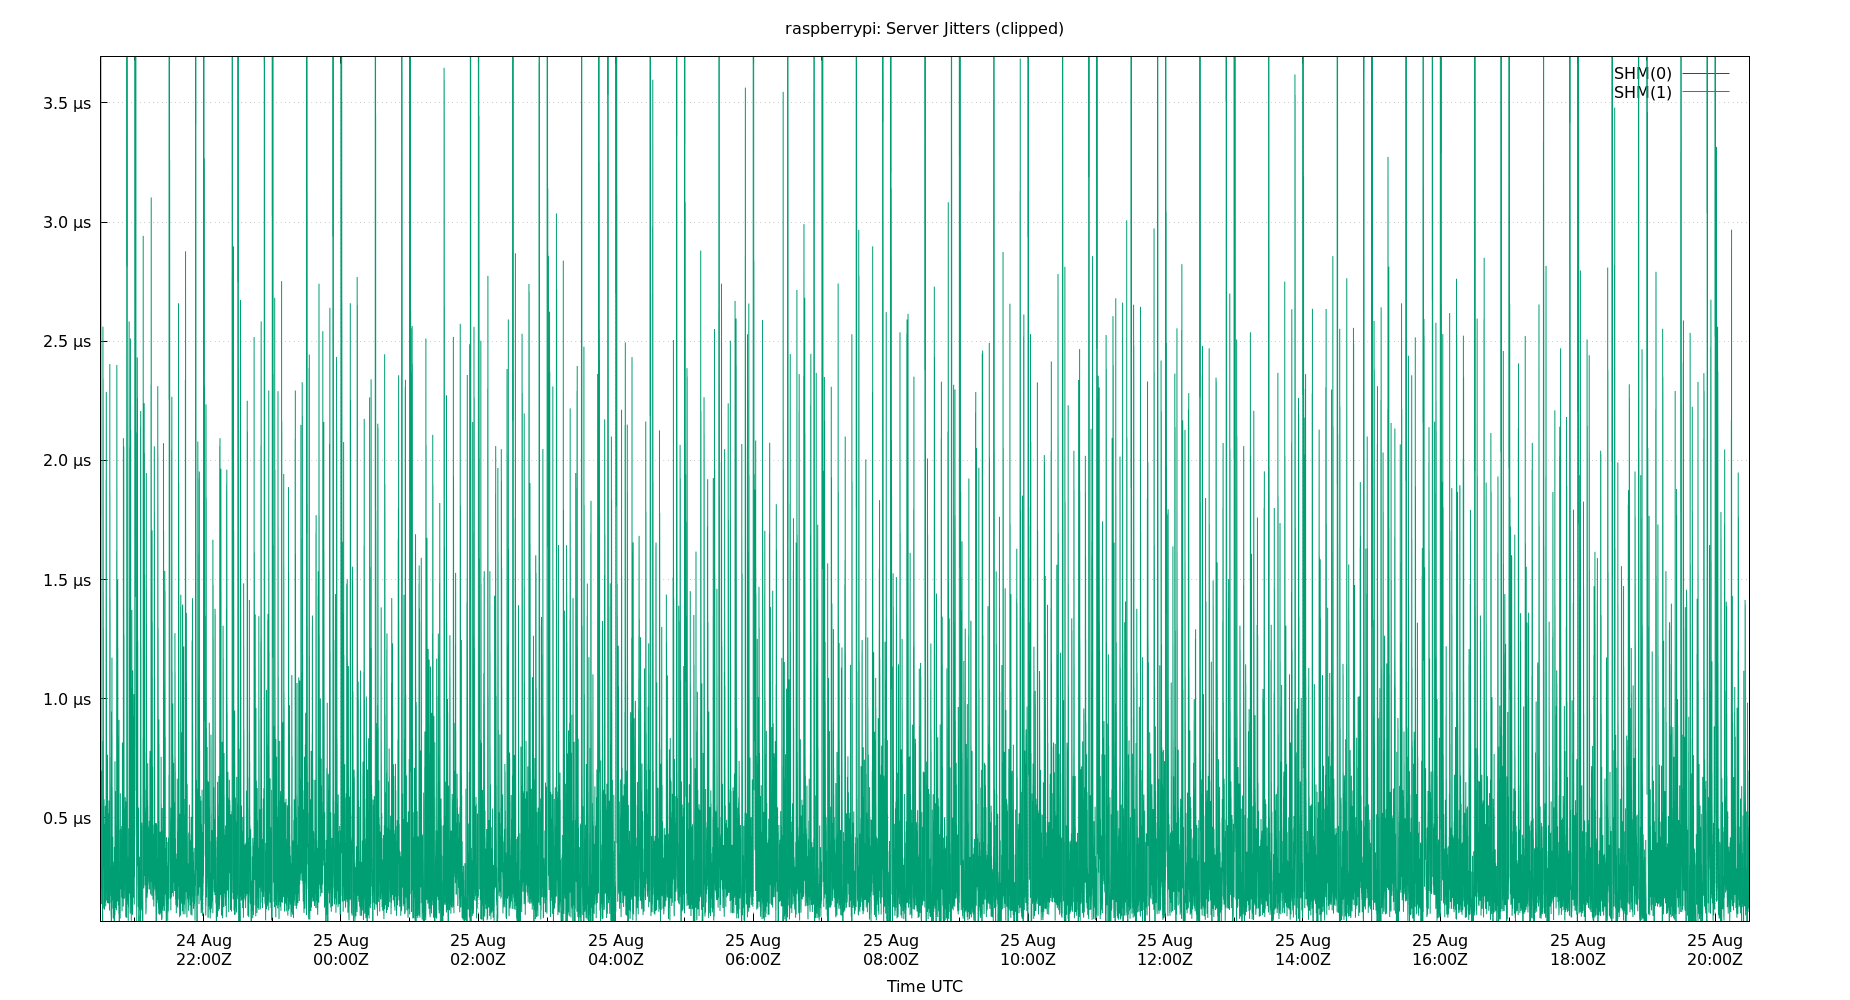 raspberrypi: Server Jitters (clipped)
SHM(0)
SHM(1)
3.5 μs
3.0 μs
2.5 μs
2.0 μs
1.5 μs
1.0 μs
0.5 μs
24 Aug 25 Aug 25 Aug 25 Aug 25 Aug 25 Aug 25 Aug 25 Aug 25 Aug 25 Aug 25 Aug 25 Aug
22:00Z 00:00Z 02:00Z 04:00Z 06:00Z 08:00Z 10:00Z 12:00Z 14:00Z 16:00Z 18:00Z 20:00Z
Time UTC